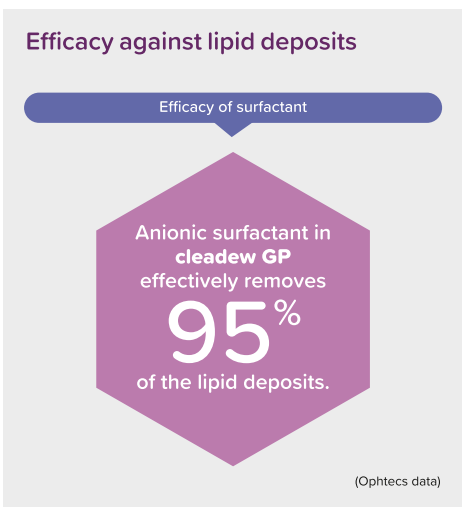 Efficacy against lipid deposits
Efficacy of surfactant
Anionic surfactant in
cleadew GP
effectively removes
95%
of the lipid deposits.
(Ophtecs data)